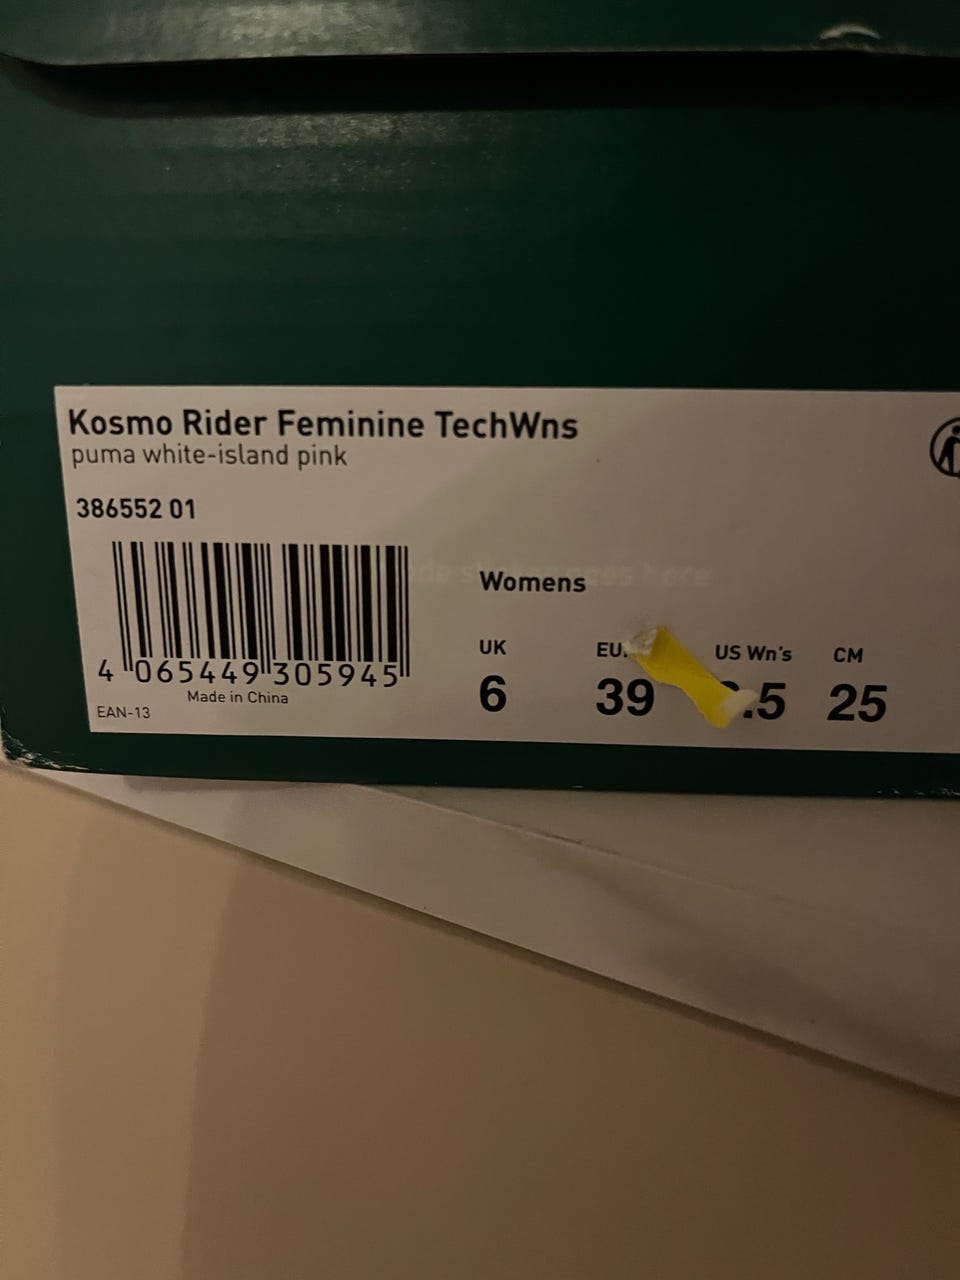 Kosmo Rider Feminine TechWns
puma white-island pink
386552 01
4 065449 305945
Made in China
EAN-13
Womens
UK EU. US Wn's CM
6 39 .5 25